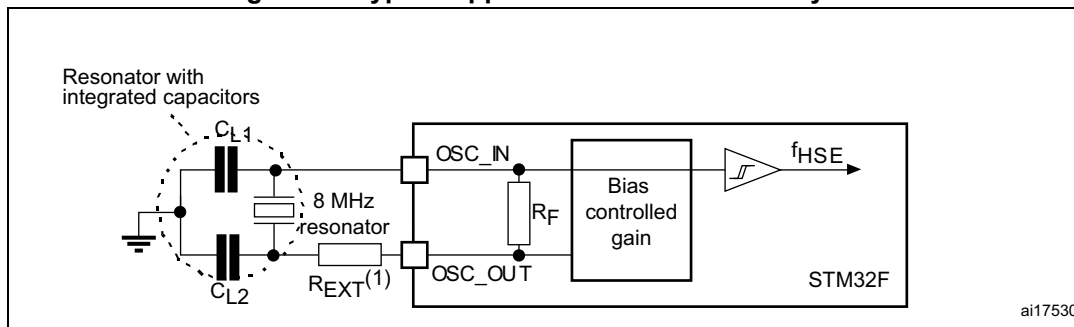 Resonator with
integrated capacitors
CL1
OSC_IN
fHSE
8 MHz
resonator
RF
Bias
controlled
gain
REXT(1)
OSC_OUT
STM32F
CL2
ai17530